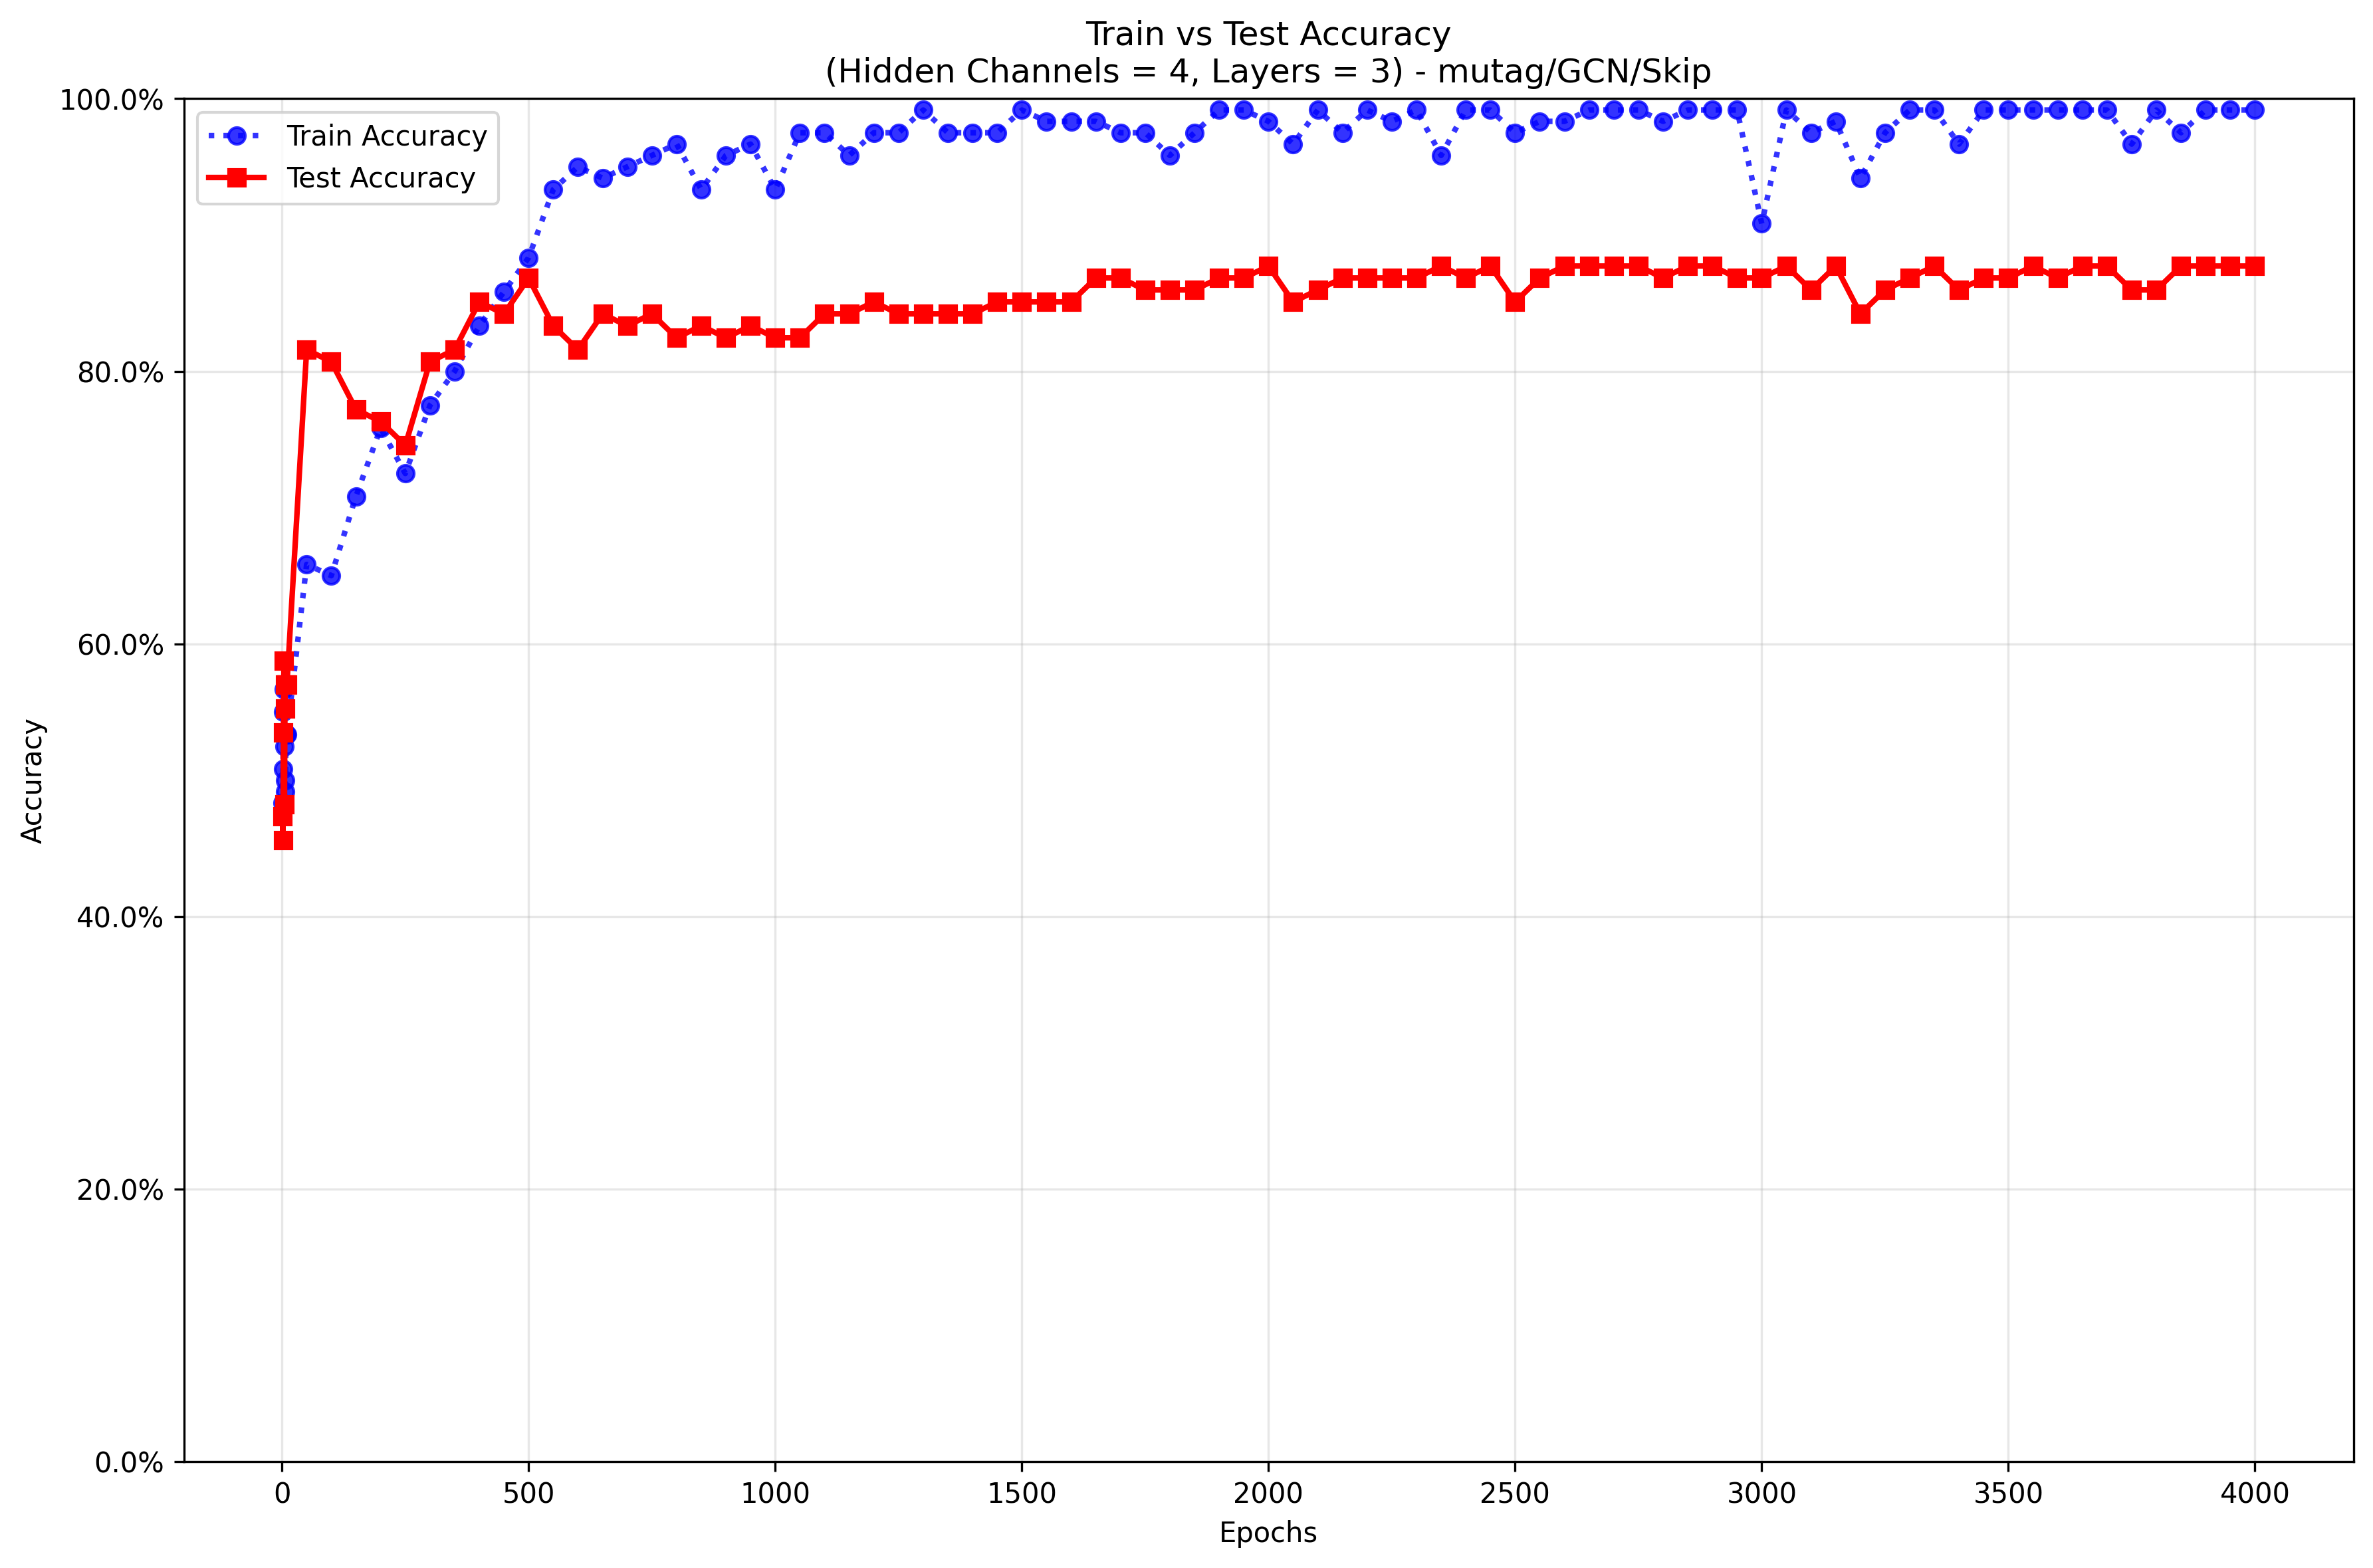 Train vs Test Accuracy
(Hidden Channels = 4, Layers = 3) - mutag/GCN/Skip
100.0%
80.0%
60.0%
40.0%
20.0%
0.0%
Accuracy
Train Accuracy
Test Accuracy
0 500 1000 1500 2000 2500 3000 3500 4000
Epochs